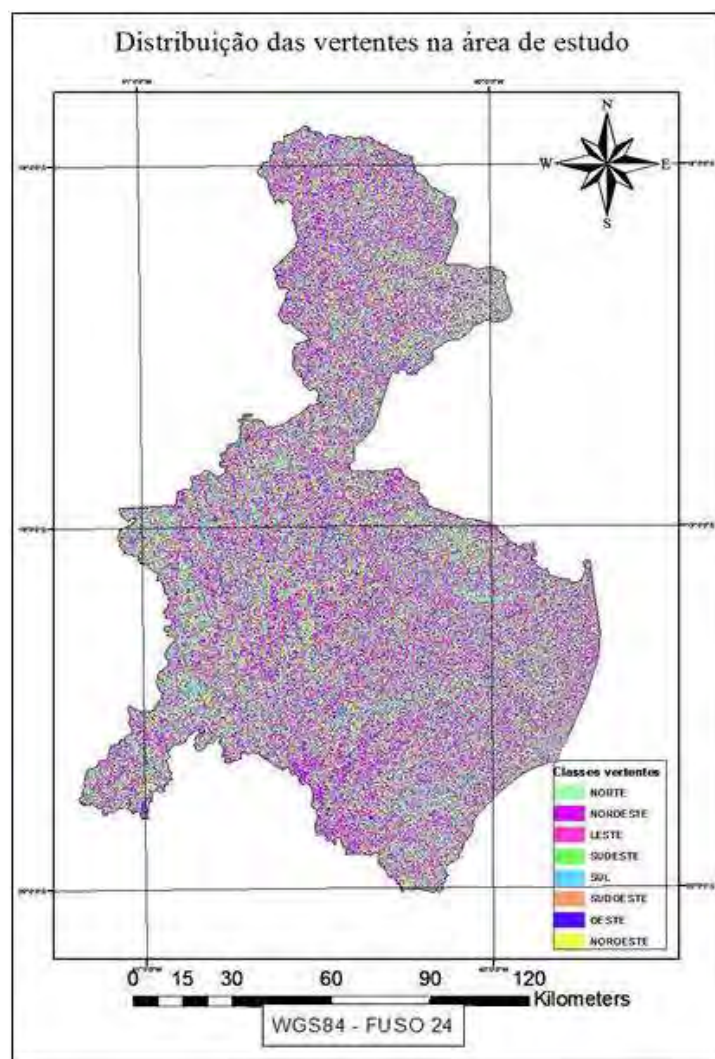 Distribuição das vertentes na área de estudo
N
W E
S
Classes vertentes
NORTE
NORDESTE
LESTE
SUDESTE
SUL
SUDOESTE
OESTE
NOROESTE
0 15 30 60 90 120
Kilometers
WGS84 - FUSO 24